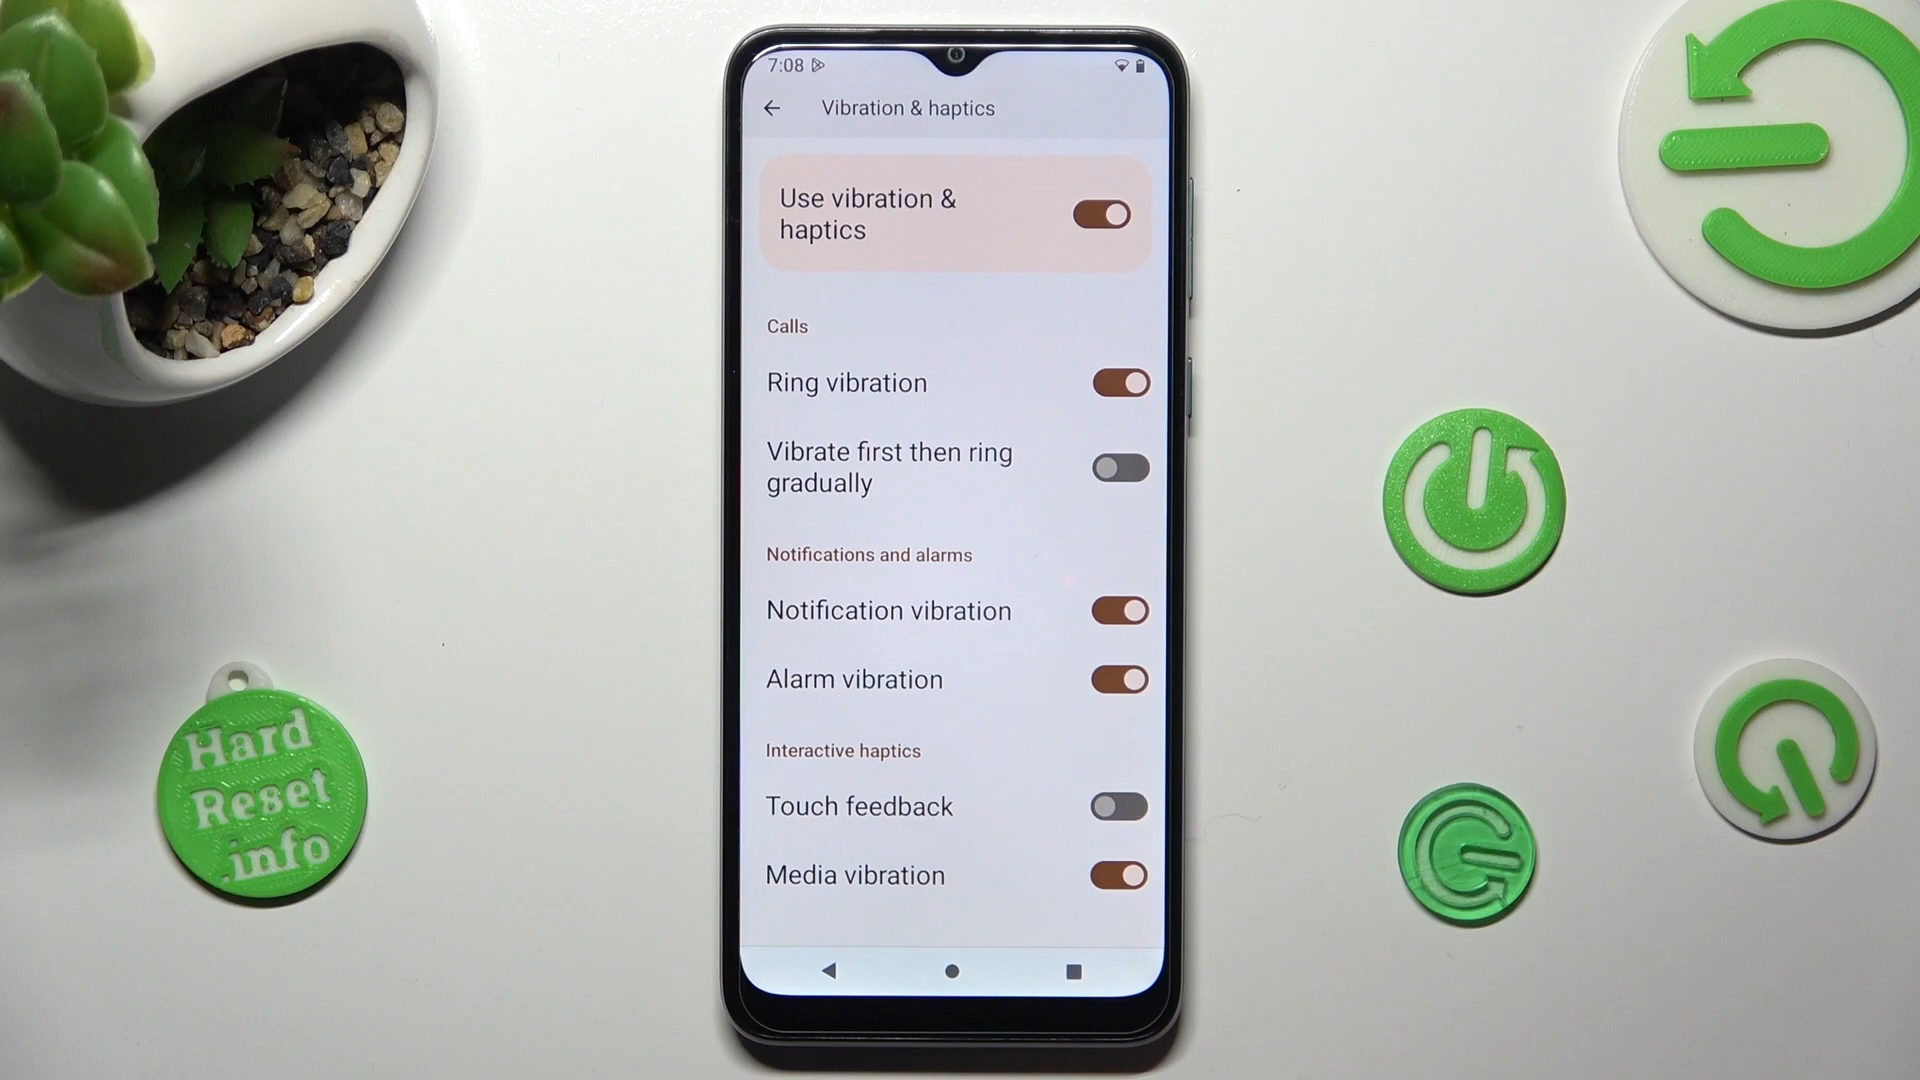 7:08
Vibration & haptics
Use vibration &
haptics
Calls
Ring vibration
Vibrate first then ring
gradually
Notifications and alarms
Notification vibration
Alarm vibration
Interactive haptics
Touch feedback
Media vibration
Hard
Reset
.info